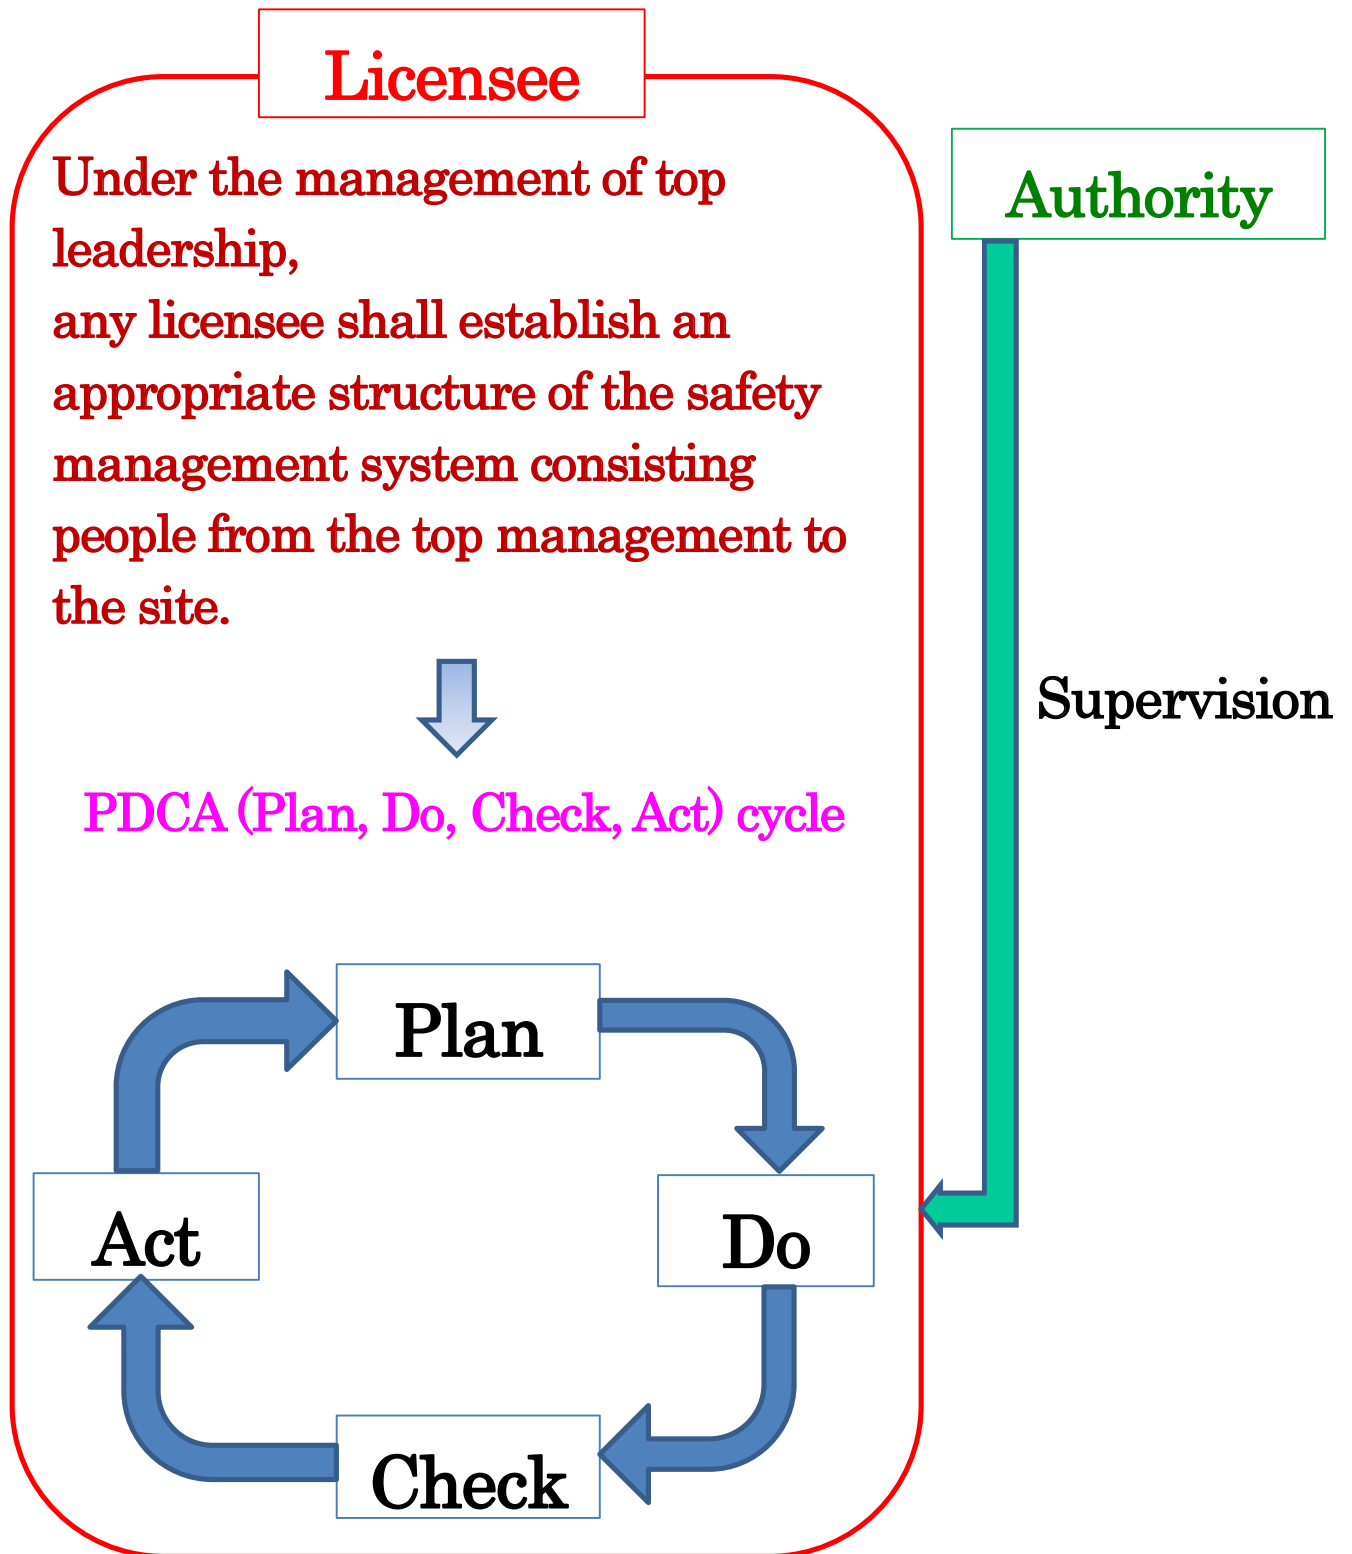 Licensee
Under the management of top
leadership,
any licensee shall establish an
appropriate structure of the safety
management system consisting
people from the top management to
the site.
Authority
Supervision
PDCA (Plan, Do, Check, Act) cycle
Plan
Act
Do
Check